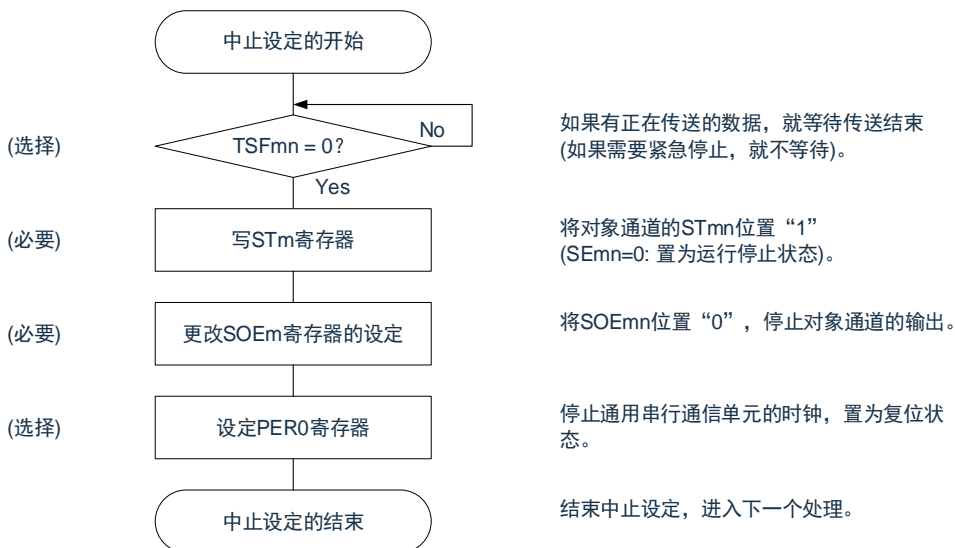 中止设定的开始
(选择)
TSFmn = 0?
No
Yes
如果有正在传送的数据，就等待传送结束
(如果需要紧急停止，就不等待)。
(必要)
写STm寄存器
将对象通道的STmn位置“1”
(SEmn=0: 置为运行停止状态)。
(必要)
更改SOEm寄存器的设定
将SOEmn位置“0”，停止对象通道的输出。
(选择)
设定PER0寄存器
停止通用串行通信单元的时钟，置为复位状
态。
中止设定的结束
结束中止设定，进入下一个处理。